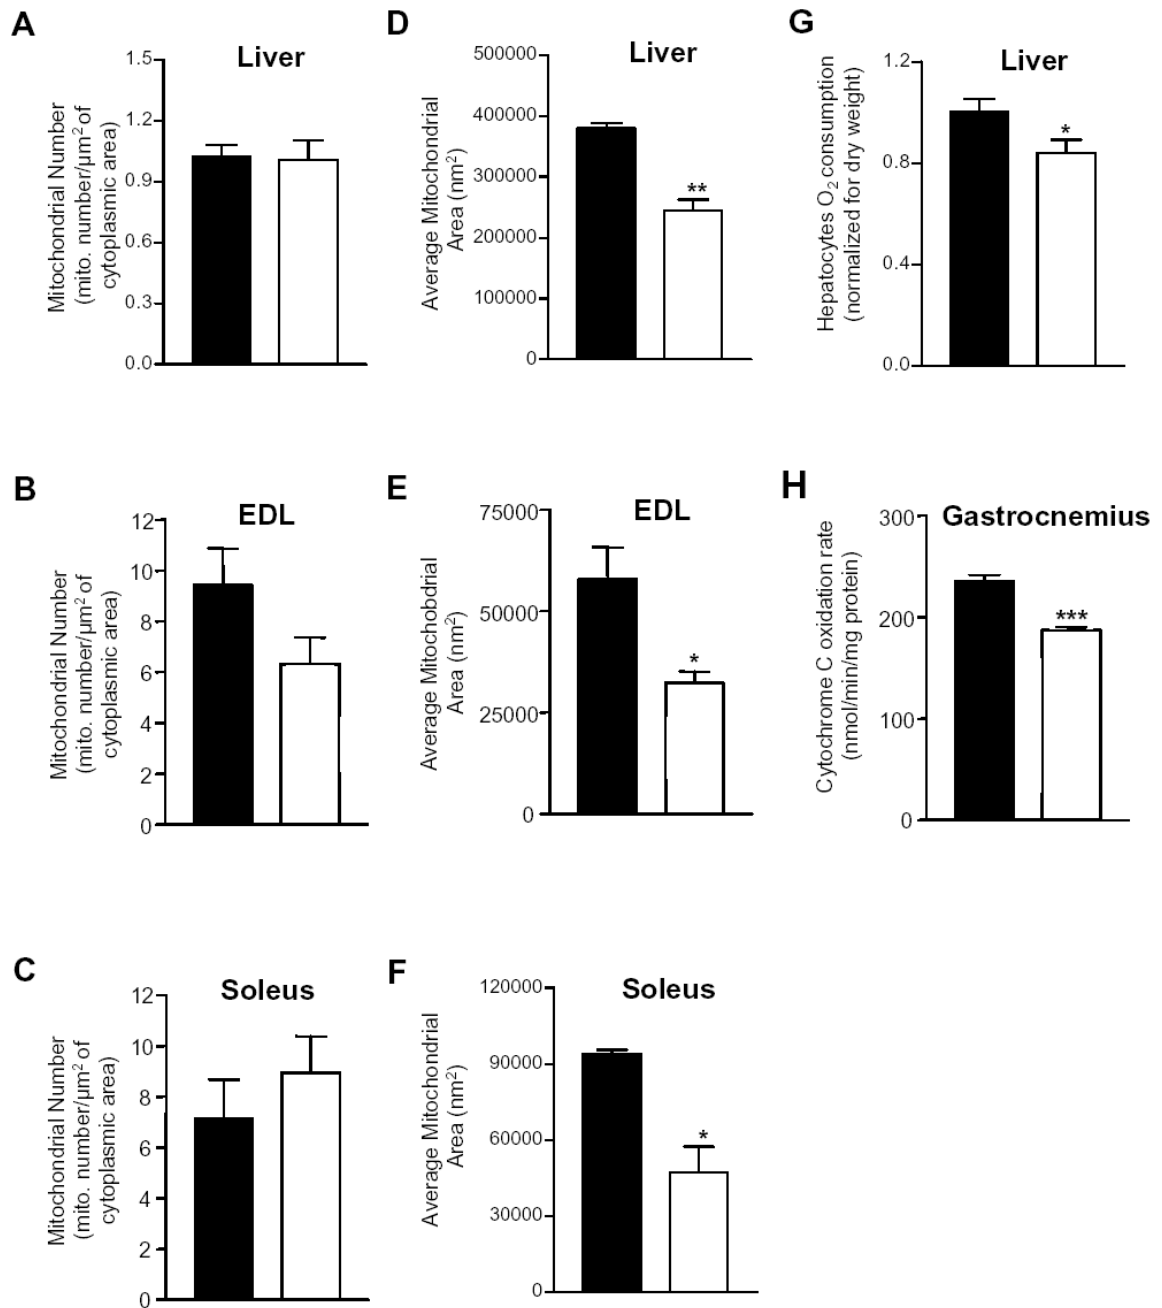 A
Liver
Mitochondrial Number
(mito. number/µm² of
cytoplasmic area)
1.5
1.2
0.9
0.6
0.3
0.0
D
Liver
Average Mitochondrial
Area (nm²)
500000
400000
300000
200000
100000
0
**
G
Liver
Hepatocytes O₂ consumption
(normalized for dry weight)
1.2
0.8
0.4
0.0
*
B
EDL
Mitochondrial Number
(mito. number/µm² of
cytoplasmic area)
12
10
8
6
4
2
0
E
EDL
Average Mitochobdrial
Area (nm²)
75000
50000
25000
0
*
H
Gastrocnemius
Cytochrome C oxidation rate
(nmol/min/mg protein)
300
200
100
0
***
C
Soleus
Mitochondrial Number
(mito. number/µm² of
cytoplasmic area)
12
10
8
6
4
2
0
F
Soleus
Average Mitochondrial
Area (nm²)
120000
90000
60000
30000
0
*